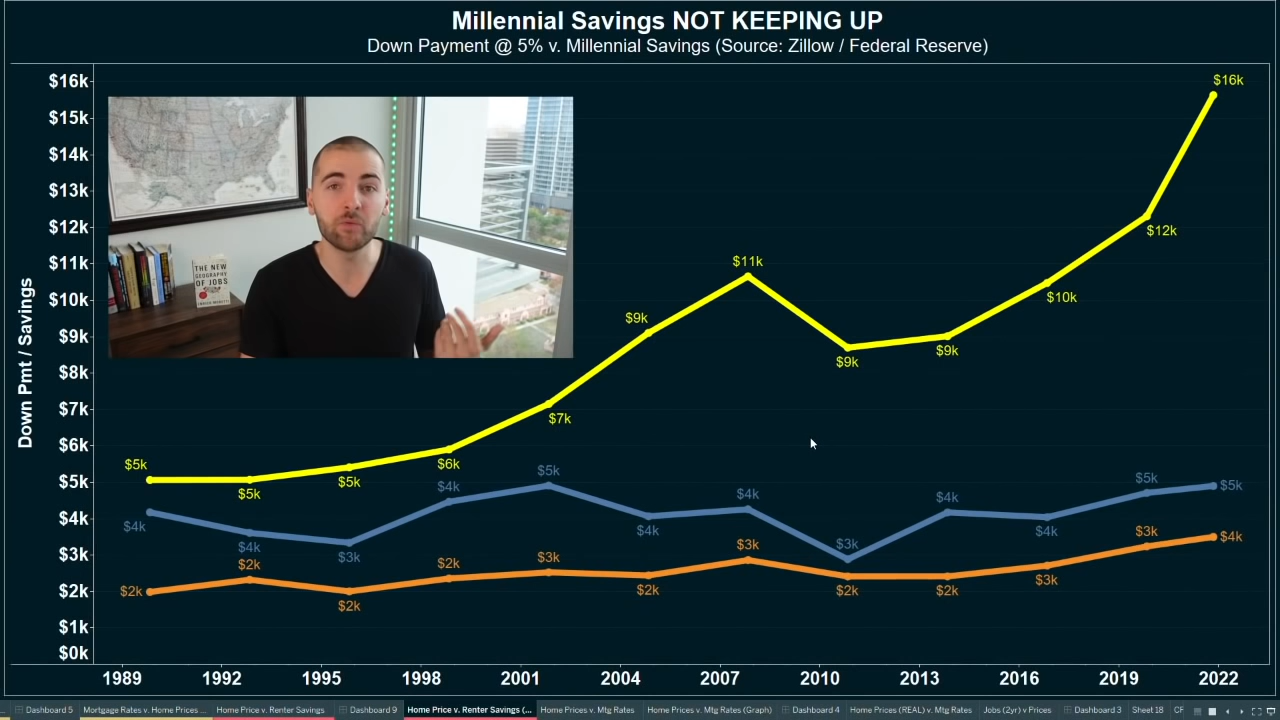 Millennial Savings NOT KEEPING UP
Down Payment @ 5% v. Millennial Savings (Source: Zillow / Federal Reserve)
Down Pmt / Savings
$16k
$15k
$14k
$13k
$12k
$11k
$10k
$9k
$8k
$7k
$6k
$5k
$4k
$3k
$2k
$1k
$0k
THE NEW
GEOGRAPHY
OF JOBS
$5k
$5k
$5k
$6k
$7k
$9k
$11k
$9k
$9k
$10k
$12k
$16k
$4k
$4k
$3k
$4k
$5k
$4k
$4k
$3k
$4k
$4k
$5k
$5k
$2k
$2k
$2k
$2k
$3k
$2k
$3k
$2k
$2k
$3k
$3k
$4k
1989 1992 1995 1998 2001 2004 2007 2010 2013 2016 2019 2022
... Dashboard 5 Mortgage Rates v. Home Prices ... Home Price v. Renter Savings Dashboard 9 Home Price v. Renter Savings (... Home Prices v. Mtg Rates Home Prices v. Mtg Rates (Graph) Dashboard 4 Home Prices (REAL) v. Mtg Rates Jobs (2yr) v Prices Dashboard 3 Sheet 18